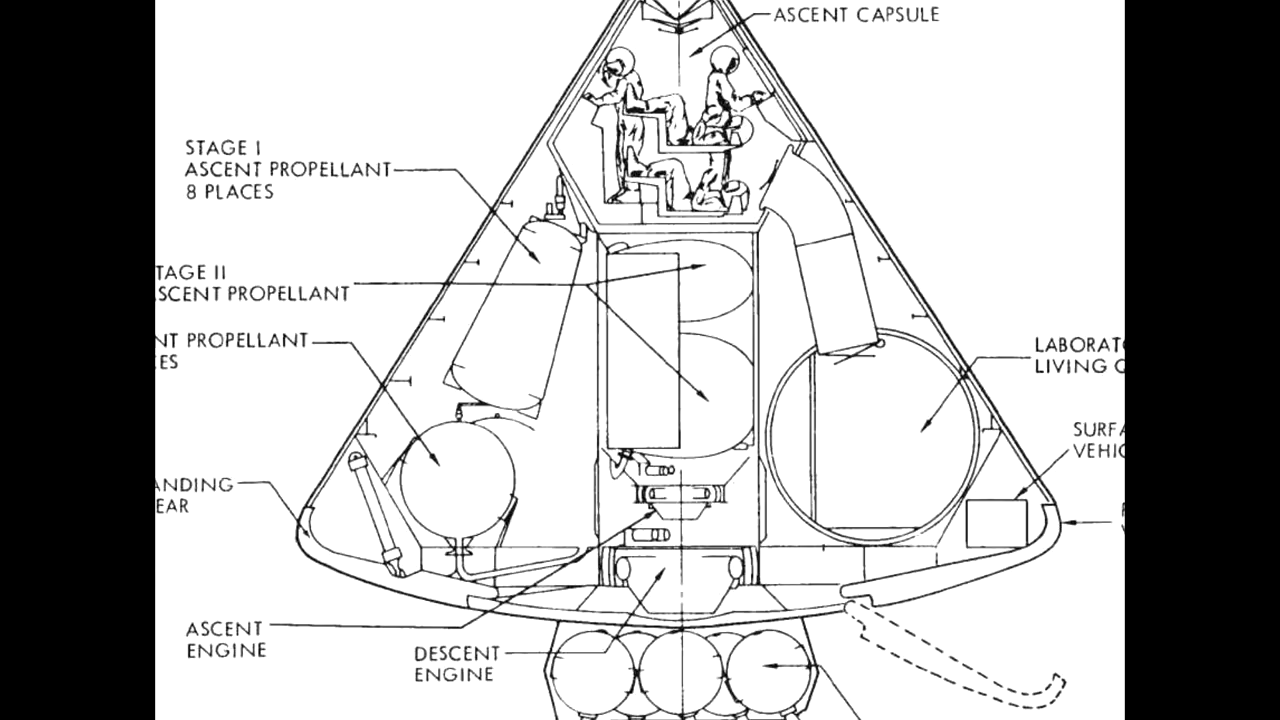 ASCENT CAPSULE
STAGE I
ASCENT PROPELLANT
8 PLACES
TAGE II
SCENT PROPELLANT
NT PROPELLANT
ES
LABORAT
LIVING
SURFA
VEHIC
ANDING
EAR
ASCENT
ENGINE
DESCENT
ENGINE